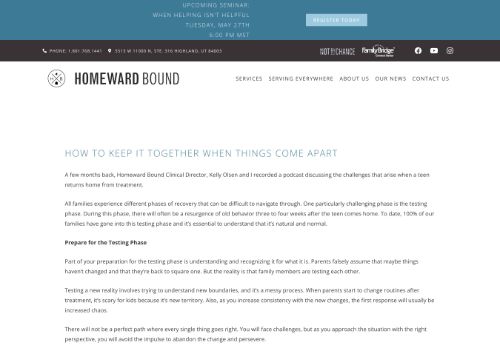 UPCOMING SEMINAR:
WHEN HELPING ISN'T HELPFUL
TUESDAY, MAY 27TH
6:00 PM MST
REGISTER TODAY
PHONE: 1.801.768.1441
5513 W 11000 N, STE. 316 HIGHLAND, UT 84003
NOT BY CHANCE
FamilyBridge
HOMEWARD BOUND
SERVICES SERVING EVERYWHERE ABOUT US OUR NEWS CONTACT US
HOW TO KEEP IT TOGETHER WHEN THINGS COME APART
A few months back, Homeward Bound Clinical Director, Kelly Olsen and I recorded a podcast discussing the challenges that arise when a teen
returns home from treatment.
All families experience different phases of recovery that can be difficult to navigate through. One particularly challenging phase is the testing
phase. During this phase, there will often be a resurgence of old behavior three to four weeks after the teen comes home. To date, 100% of our
families have gone into this testing phase and it's essential to understand that it's natural and normal.
Prepare for the Testing Phase
Part of your preparation for the testing phase is understanding and recognizing it for what it is. Parents falsely assume that maybe things
haven't changed and that they're back to square one. But the reality is that family members are testing each other.
Testing a new reality involves trying to understand new boundaries, and it's a messy process. When parents start to change routines after
treatment, it's scary for kids because it's new territory. Also, as you increase consistency with the new changes, the first response will usually be
increased chaos.
There will not be a perfect path where every single thing goes right. You will face challenges, but as you approach the situation with the right
perspective, you will avoid the impulse to abandon the change and persevere.